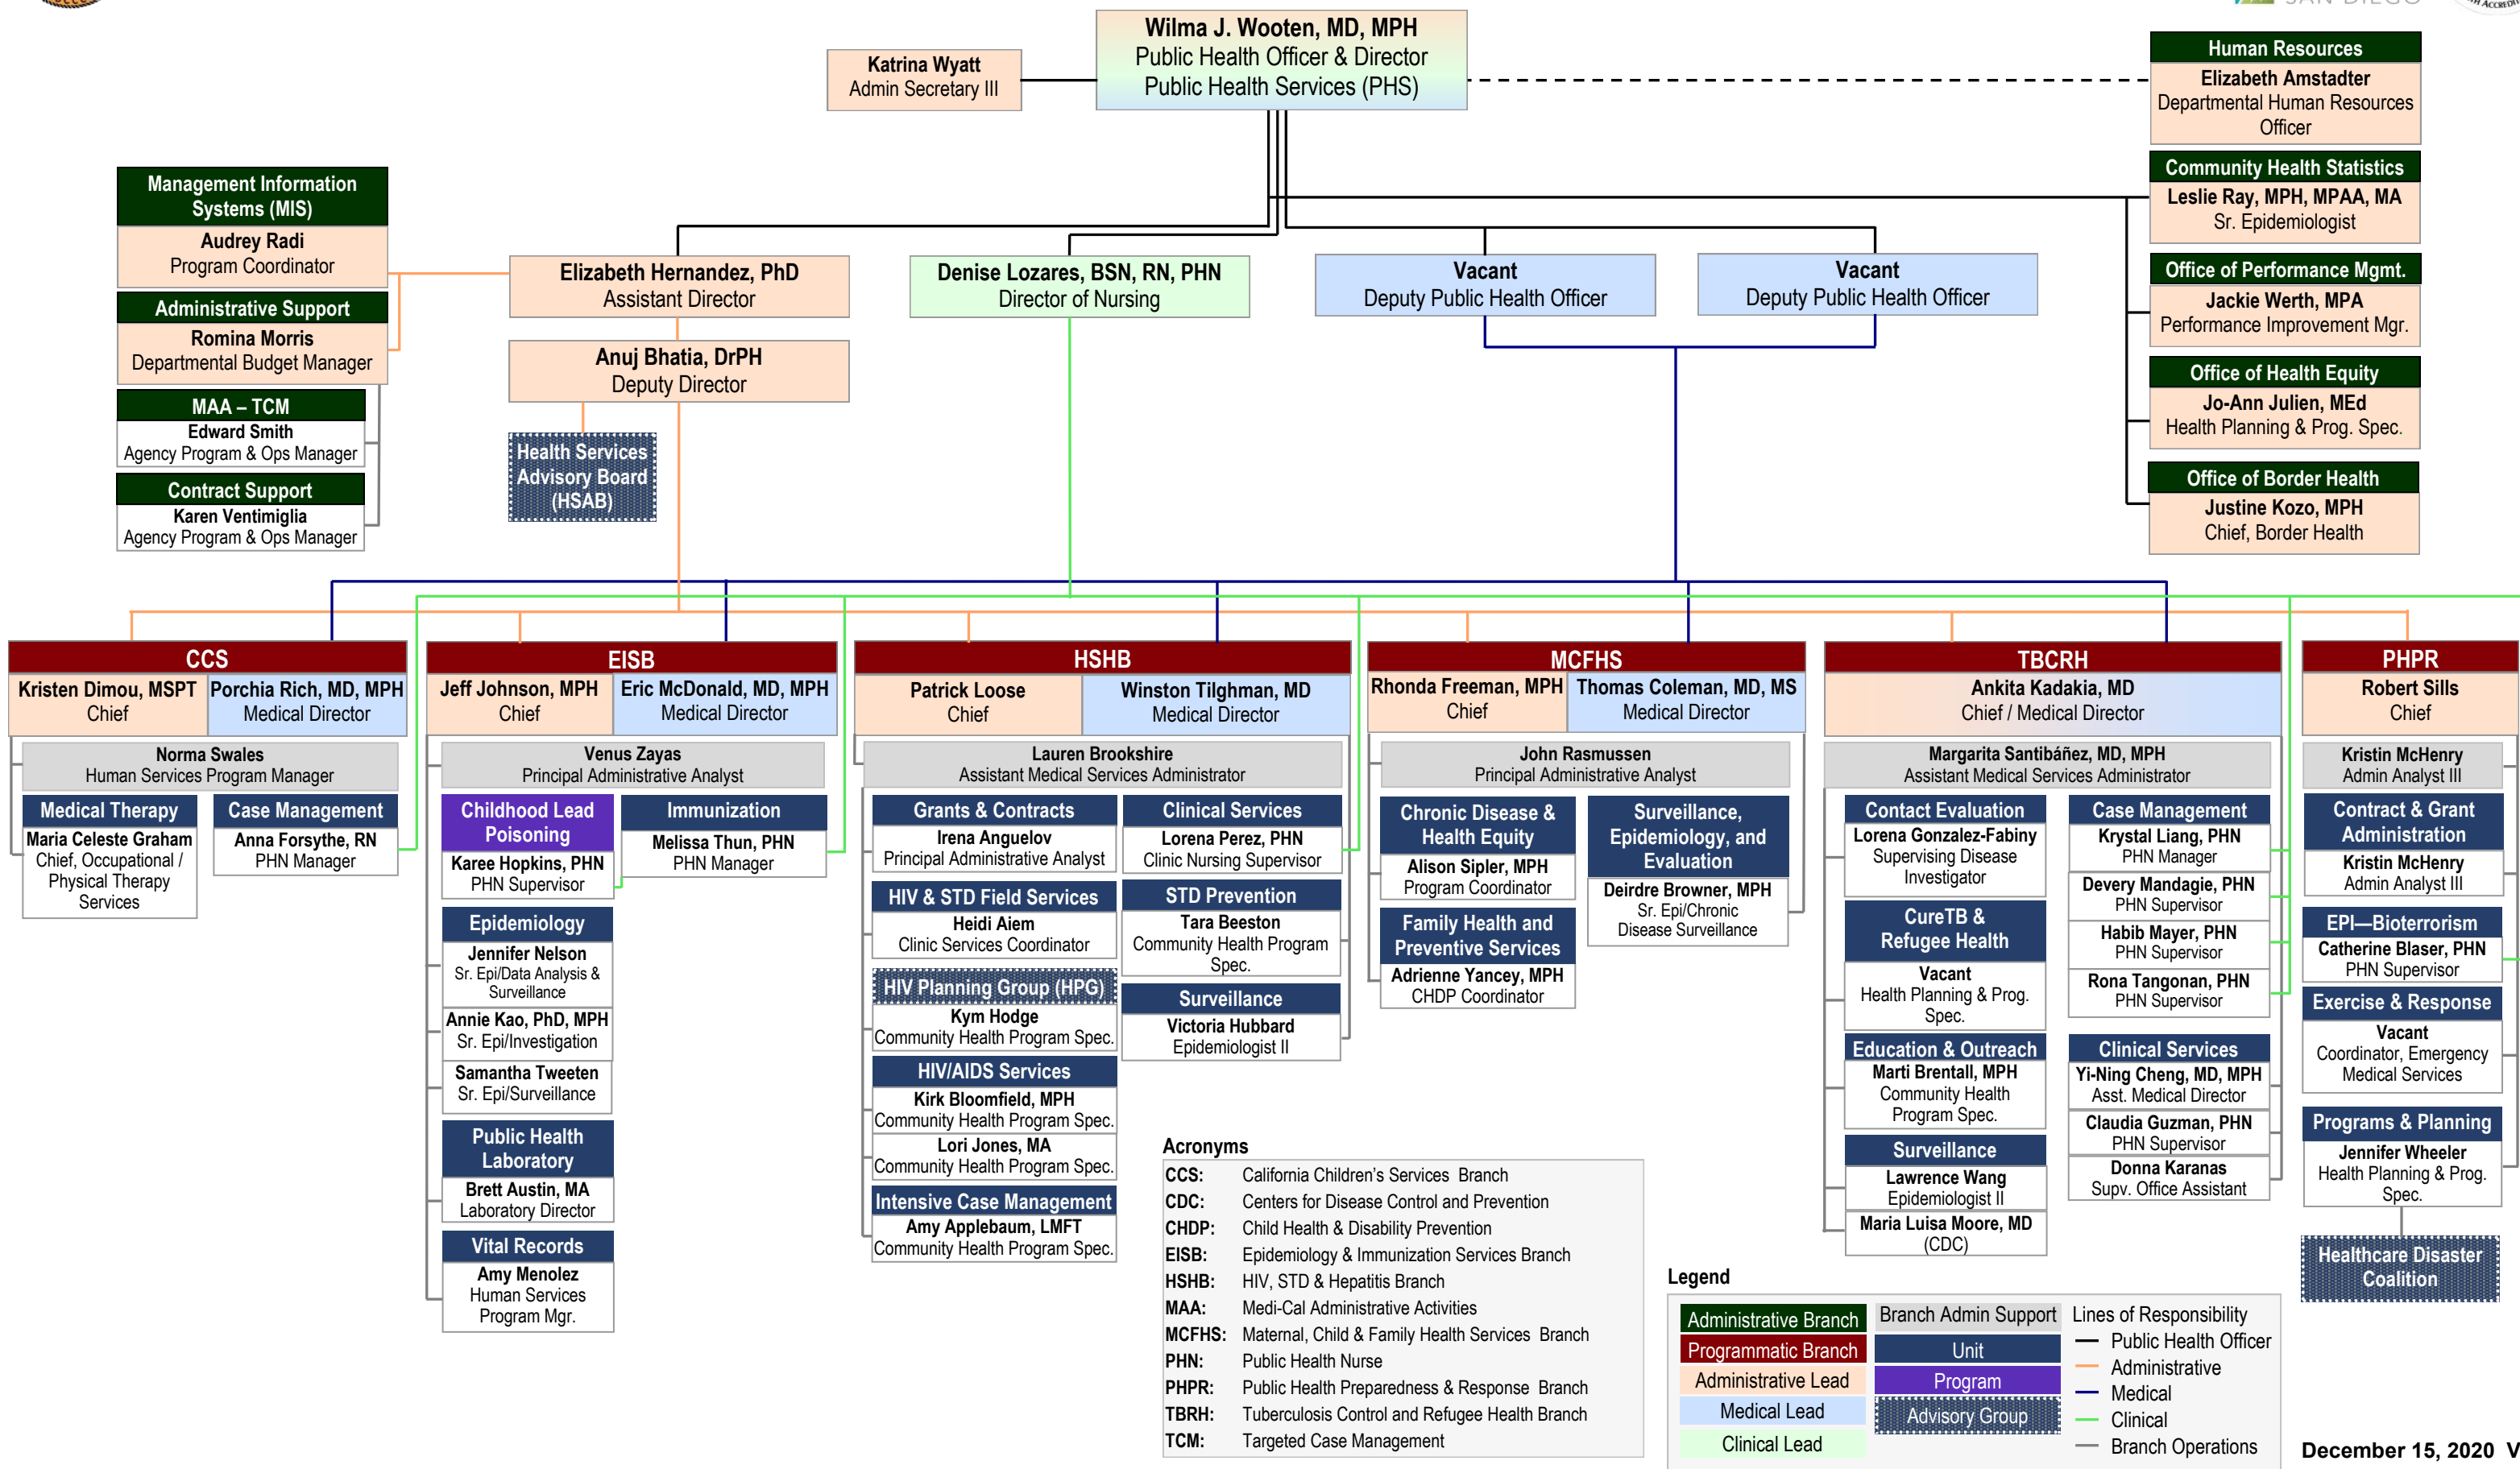 SAN DIEGO
Wilma J. Wooten, MD, MPH
Public Health Officer & Director
Public Health Services (PHS)
Katrina Wyatt
Admin Secretary III
Human Resources
Elizabeth Amstadter
Departmental Human Resources
Officer
Community Health Statistics
Leslie Ray, MPH, MPAA, MA
Sr. Epidemiologist
Office of Performance Mgmt.
Jackie Werth, MPA
Performance Improvement Mgr.
Office of Health Equity
Jo-Ann Julien, MEd
Health Planning & Prog. Spec.
Office of Border Health
Justine Kozo, MPH
Chief, Border Health
Management Information
Systems (MIS)
Audrey Radi
Program Coordinator
Administrative Support
Romina Morris
Departmental Budget Manager
MAA – TCM
Edward Smith
Agency Program & Ops Manager
Contract Support
Karen Ventimiglia
Agency Program & Ops Manager
Elizabeth Hernandez, PhD
Assistant Director
Anuj Bhatia, DrPH
Deputy Director
Health Services
Advisory Board
(HSAB)
Denise Lozares, BSN, RN, PHN
Director of Nursing
Vacant
Deputy Public Health Officer
Vacant
Deputy Public Health Officer
CCS
Kristen Dimou, MSPT
Chief
Porchia Rich, MD, MPH
Medical Director
Norma Swales
Human Services Program Manager
Medical Therapy
Maria Celeste Graham
Chief, Occupational /
Physical Therapy
Services
Case Management
Anna Forsythe, RN
PHN Manager
EISB
Jeff Johnson, MPH
Chief
Eric McDonald, MD, MPH
Medical Director
Venus Zayas
Principal Administrative Analyst
Childhood Lead
Poisoning
Karee Hopkins, PHN
PHN Supervisor
Immunization
Melissa Thun, PHN
PHN Manager
Epidemiology
Jennifer Nelson
Sr. Epi/Data Analysis &
Surveillance
Annie Kao, PhD, MPH
Sr. Epi/Investigation
Samantha Tweeten
Sr. Epi/Surveillance
Public Health
Laboratory
Brett Austin, MA
Laboratory Director
Vital Records
Amy Menolez
Human Services
Program Mgr.
HSHB
Patrick Loose
Chief
Winston Tilghman, MD
Medical Director
Lauren Brookshire
Assistant Medical Services Administrator
Grants & Contracts
Irena Anguelov
Principal Administrative Analyst
HIV & STD Field Services
Heidi Aiem
Clinic Services Coordinator
HIV Planning Group (HPG)
Kym Hodge
Community Health Program Spec.
HIV/AIDS Services
Kirk Bloomfield, MPH
Community Health Program Spec.
Lori Jones, MA
Community Health Program Spec.
Intensive Case Management
Amy Applebaum, LMFT
Community Health Program Spec.
Clinical Services
Lorena Perez, PHN
Clinic Nursing Supervisor
STD Prevention
Tara Beeston
Community Health Program
Spec.
Surveillance
Victoria Hubbard
Epidemiologist II
MCFHS
Rhonda Freeman, MPH
Chief
Thomas Coleman, MD, MS
Medical Director
John Rasmussen
Principal Administrative Analyst
Chronic Disease &
Health Equity
Alison Sipler, MPH
Program Coordinator
Family Health and
Preventive Services
Adrienne Yancey, MPH
CHDP Coordinator
Surveillance,
Epidemiology, and
Evaluation
Deirdre Browner, MPH
Sr. Epi/Chronic
Disease Surveillance
TBCRH
Ankita Kadakia, MD
Chief / Medical Director
Margarita Santibáñez, MD, MPH
Assistant Medical Services Administrator
Contact Evaluation
Lorena Gonzalez-Fabiny
Supervising Disease
Investigator
CureTB &
Refugee Health
Vacant
Health Planning & Prog.
Spec.
Education & Outreach
Marti Brentall, MPH
Community Health
Program Spec.
Surveillance
Lawrence Wang
Epidemiologist II
Maria Luisa Moore, MD
(CDC)
Case Management
Krystal Liang, PHN
PHN Manager
Devery Mandagie, PHN
PHN Supervisor
Habib Mayer, PHN
PHN Supervisor
Rona Tangonan, PHN
PHN Supervisor
Clinical Services
Yi-Ning Cheng, MD, MPH
Asst. Medical Director
Claudia Guzman, PHN
PHN Supervisor
Donna Karanas
Supv. Office Assistant
PHPR
Robert Sills
Chief
Kristin McHenry
Admin Analyst III
Contract & Grant
Administration
Kristin McHenry
Admin Analyst III
EPI—Bioterrorism
Catherine Blaser, PHN
PHN Supervisor
Exercise & Response
Vacant
Coordinator, Emergency
Medical Services
Programs & Planning
Jennifer Wheeler
Health Planning & Prog.
Spec.
Healthcare Disaster
Coalition
Acronyms
CCS: California Children's Services Branch
CDC: Centers for Disease Control and Prevention
CHDP: Child Health & Disability Prevention
EISB: Epidemiology & Immunization Services Branch
HSHB: HIV, STD & Hepatitis Branch
MAA: Medi-Cal Administrative Activities
MCFHS: Maternal, Child & Family Health Services Branch
PHN: Public Health Nurse
PHPR: Public Health Preparedness & Response Branch
TBRH: Tuberculosis Control and Refugee Health Branch
TCM: Targeted Case Management
Legend
Administrative Branch
Programmatic Branch
Administrative Lead
Medical Lead
Clinical Lead
Branch Admin Support
Unit
Program
Advisory Group
Lines of Responsibility
Public Health Officer
Administrative
Medical
Clinical
Branch Operations
December 15, 2020 V